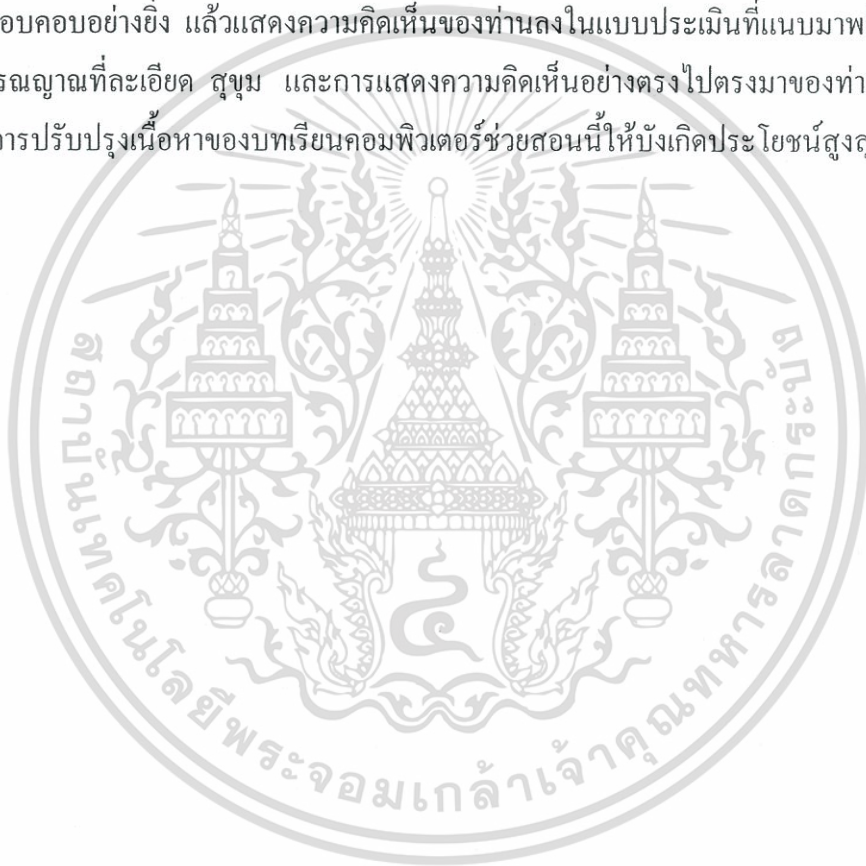 อบคอบอย่างยิ่ง แล้วแสดงความคิดเห็นของท่านลงในแบบประเมินที่แนบมาพ
รณญาณที่ละเอียด สุขุม และการแสดงความคิดเห็นอย่างตรงไปตรงมาของท่า
การปรับปรุงเนื้อหาของบทเรียนคอมพิวเตอร์ช่วยสอนนี้ให้บังเกิดประโยชน์สูงสุ
สถาบันเทคโนโลยีพระจอมเกล้าเจ้าคุณทหารลาดกระบัง
๔